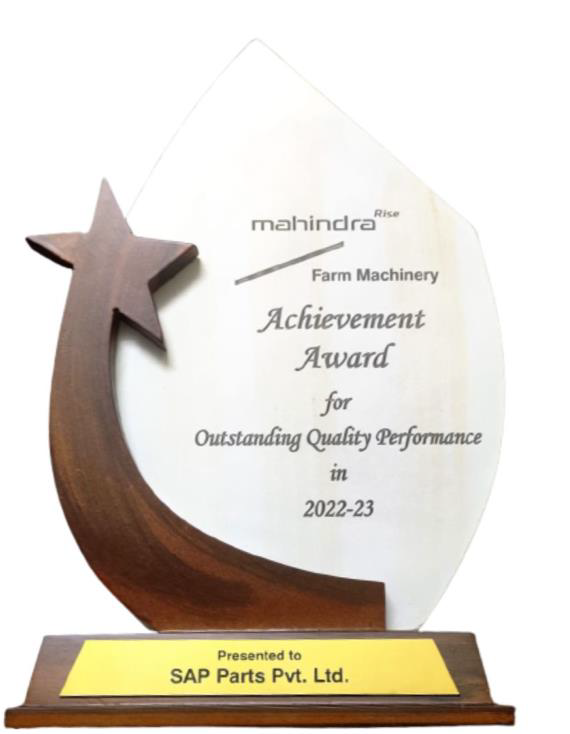 mahindra Rise
Farm Machinery
Achievement
Award
for
Outstanding Quality Performance
in
2022-23
Presented to
SAP Parts Pvt. Ltd.